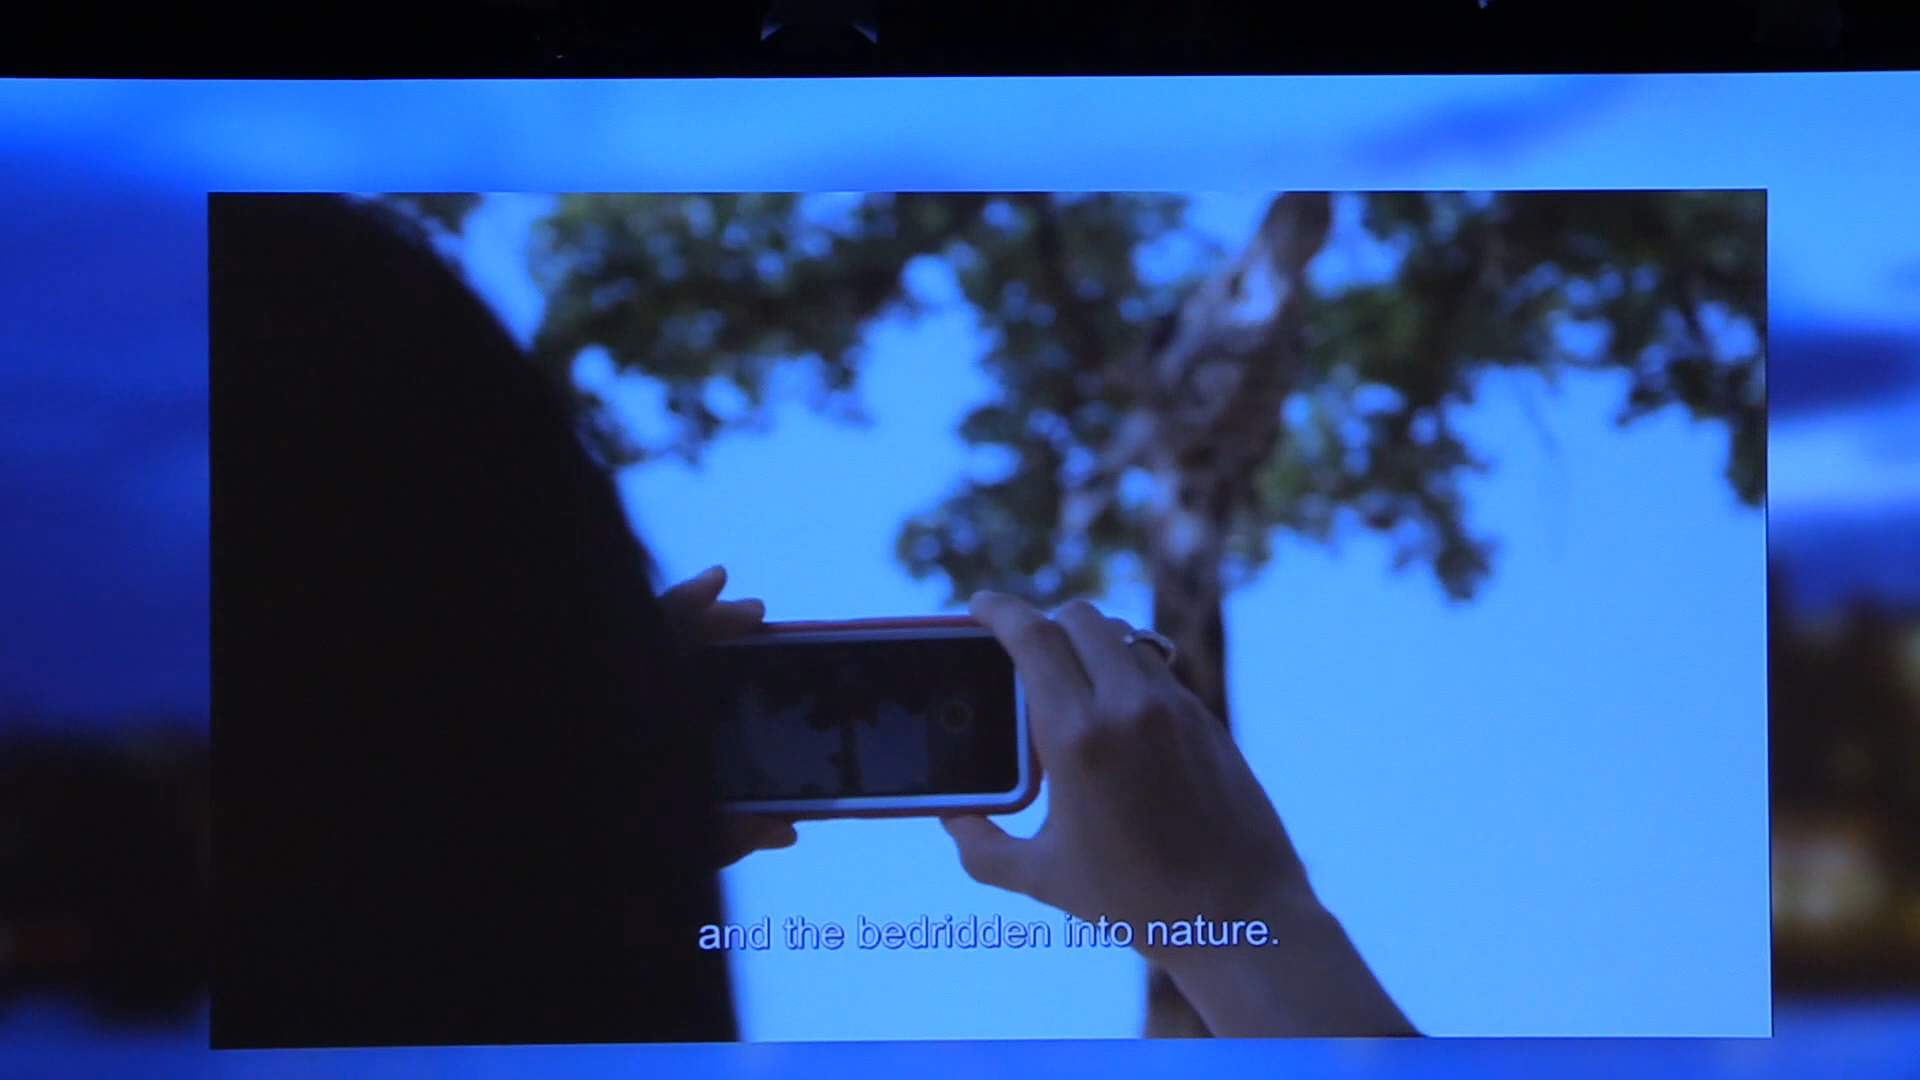 and the bedridden into nature.